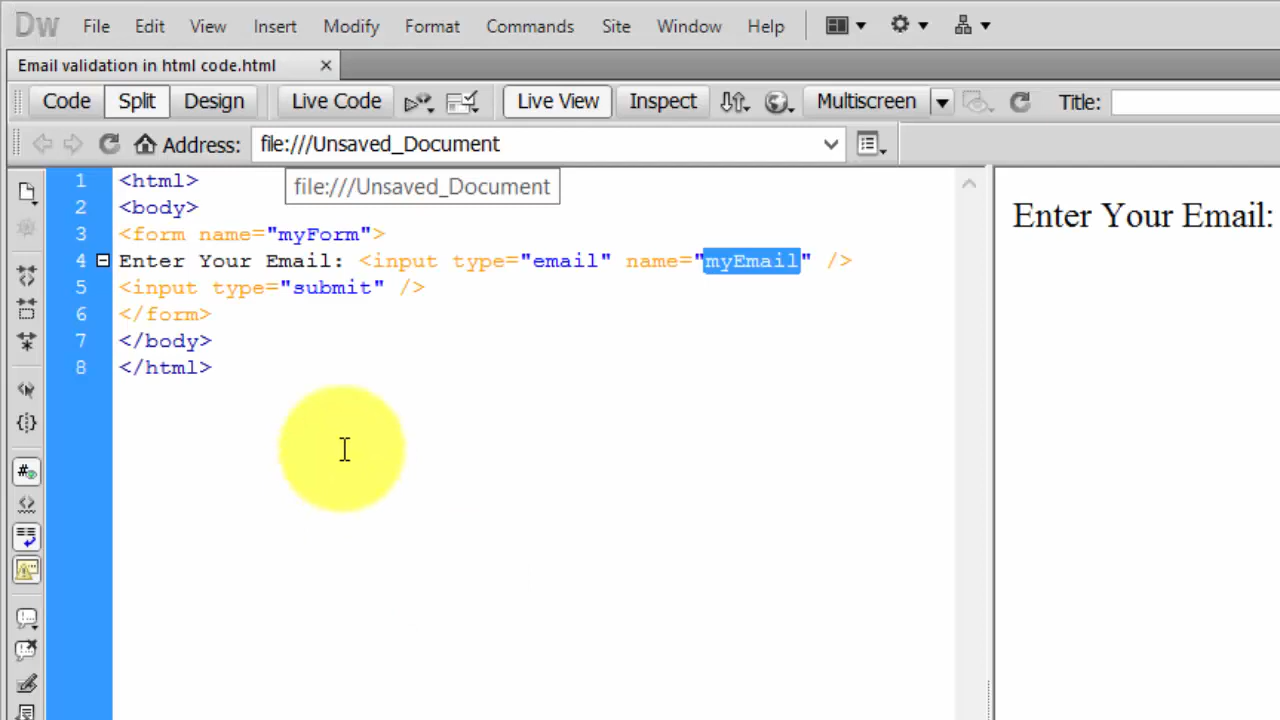 Dw File Edit View Insert Modify Format Commands Site Window Help
Email validation in html code.html
Code Split Design Live Code Live View Inspect Multiscreen Title:
Address: file:///Unsaved_Document
file:///Unsaved_Document
1 <html>
2 <body>
3 <form name="myForm">
4 Enter Your Email: <input type="email" name="myEmail" />
5 <input type="submit" />
6 </form>
7 </body>
8 </html>
Enter Your Email: